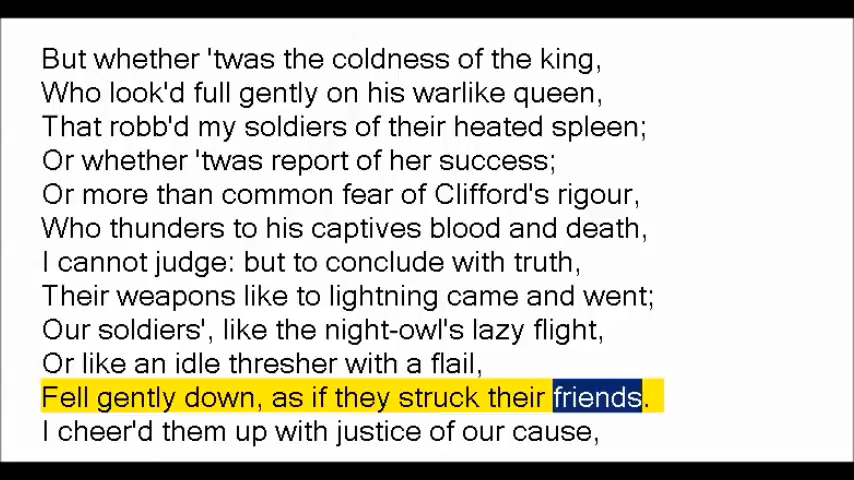 But whether 'twas the coldness of the king,
Who look'd full gently on his warlike queen,
That robb'd my soldiers of their heated spleen;
Or whether 'twas report of her success;
Or more than common fear of Clifford's rigour,
Who thunders to his captives blood and death,
I cannot judge: but to conclude with truth,
Their weapons like to lightning came and went;
Our soldiers', like the night-owl's lazy flight,
Or like an idle thresher with a flail,
Fell gently down, as if they struck their friends.
I cheer'd them up with justice of our cause,